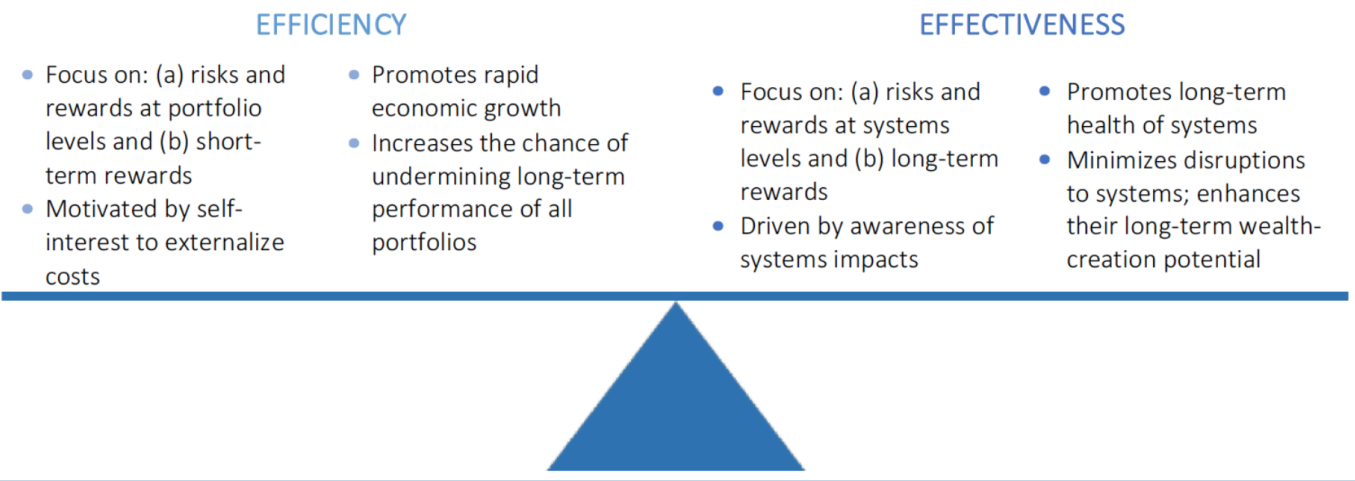 EFFICIENCY
Focus on: (a) risks and
rewards at portfolio
levels and (b) short-
term rewards
Motivated by self-
interest to externalize
costs
Promotes rapid
economic growth
Increases the chance of
undermining long-term
performance of all
portfolios
EFFECTIVENESS
Focus on: (a) risks and
rewards at systems
levels and (b) long-term
rewards
Driven by awareness of
systems impacts
Promotes long-term
health of systems
Minimizes disruptions
to systems; enhances
their long-term wealth-
creation potential